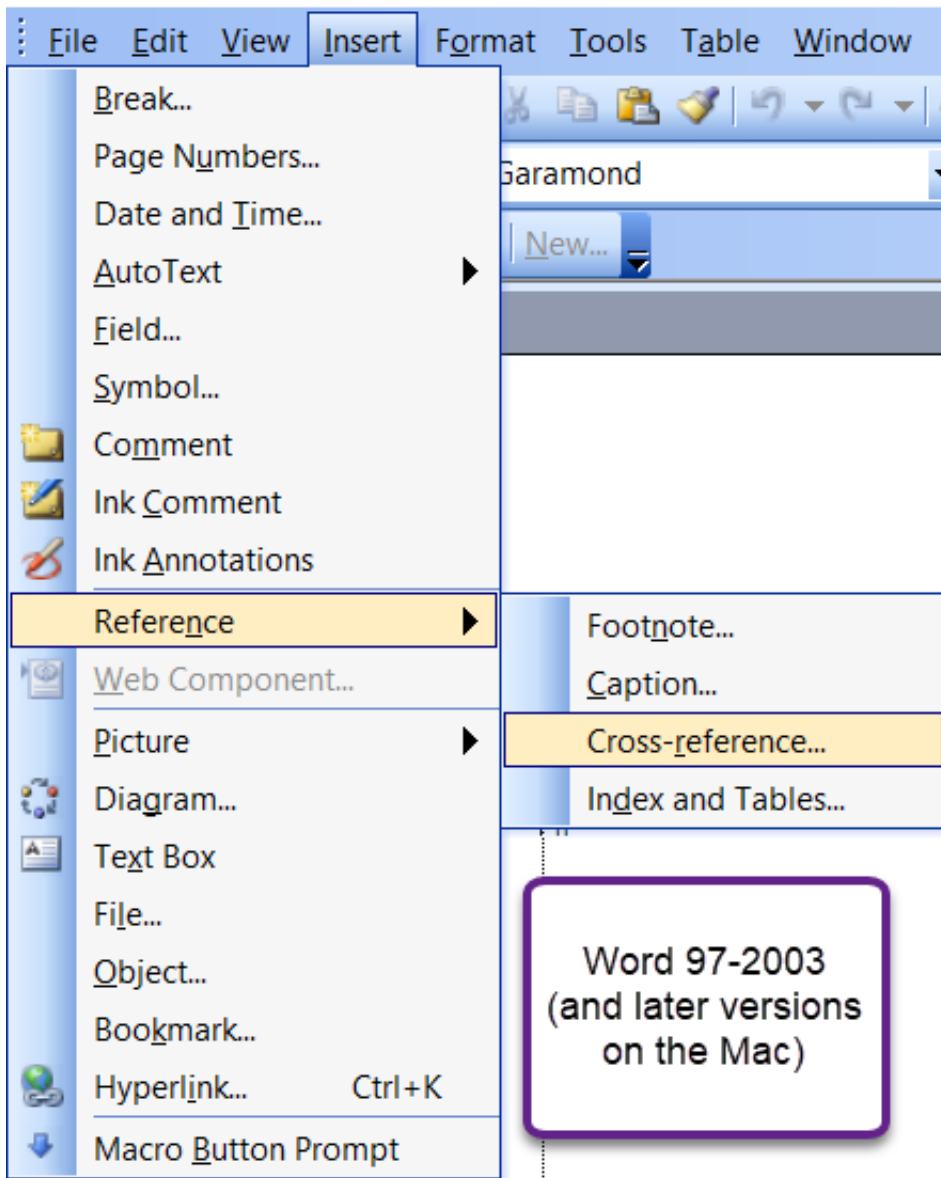 File Edit View Insert Format Tools Table Window
Break...
Page Numbers...
Garamond
Date and Time...
New...
AutoText
Field...
Symbol...
Comment
Ink Comment
Ink Annotations
Reference
Footnote...
Web Component...
Caption...
Picture
Cross-reference...
Diagram...
Index and Tables...
Text Box
File...
Object...
Bookmark...
Hyperlink... Ctrl+K
Macro Button Prompt
Word 97-2003
(and later versions
on the Mac)